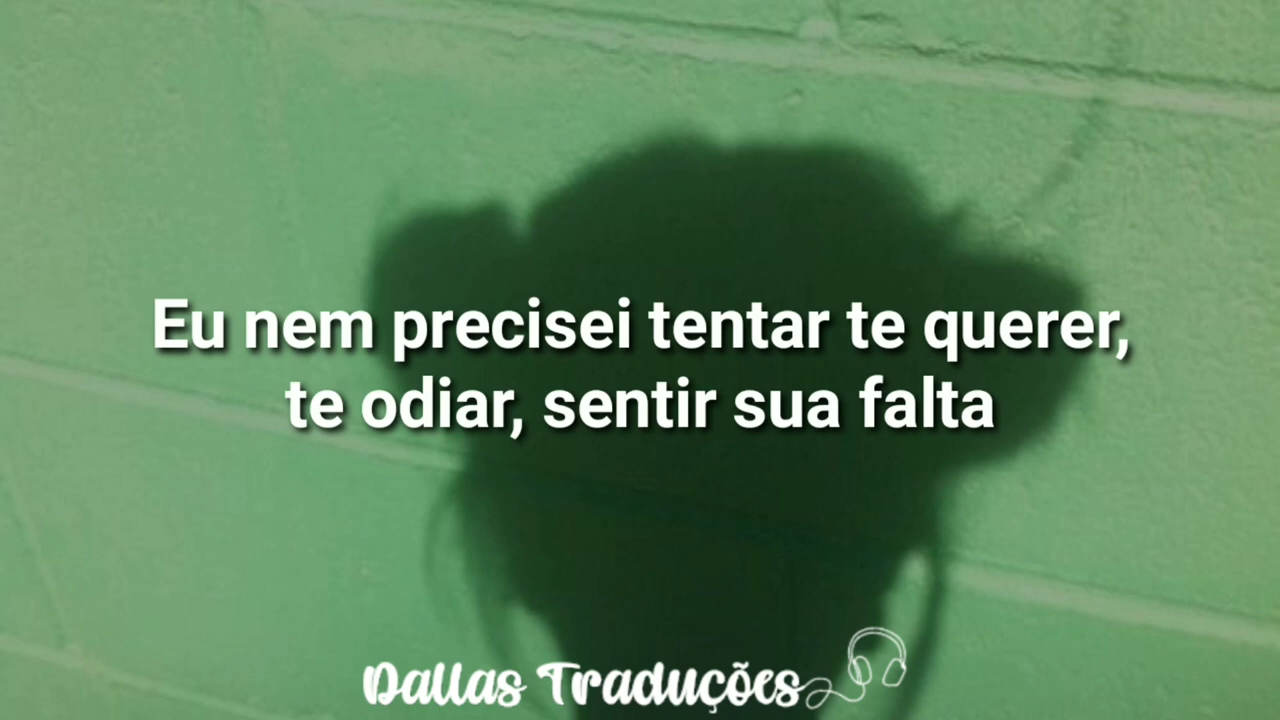 Eu nem precisei tentar te querer,
te odiar, sentir sua falta
Dallas Traduções